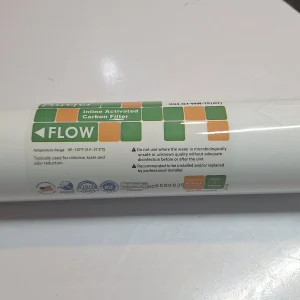 Inline Activated
Carbon Filter
FLOW
Temperature Range
Typically used for chlorine, taste and
odor reduction.
Do not use where the water is microbiologically
unsafe or unknown quality without adequate
disinfection before or after the unit
Recommended to be installed and/or replaced
by professional installer